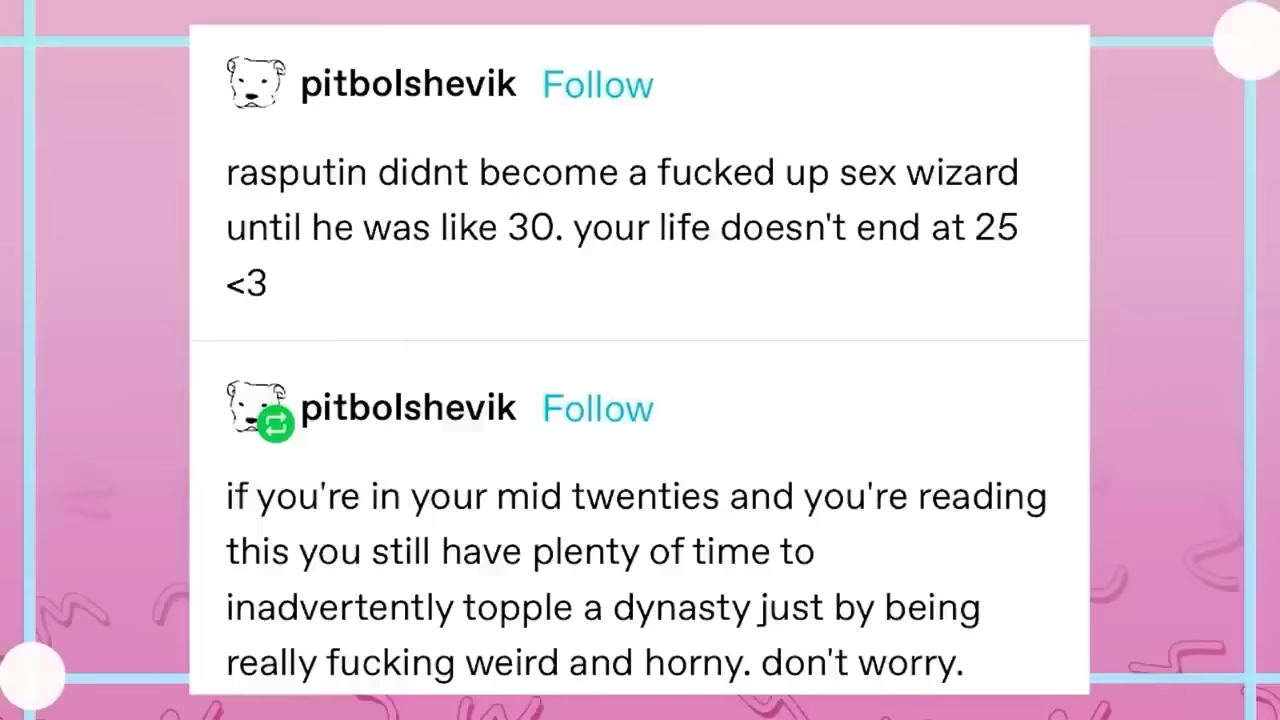 pitbolshevik Follow
rasputin didnt become a fucked up sex wizard
until he was like 30. your life doesn't end at 25
<3
pitbolshevik Follow
if you're in your mid twenties and you're reading
this you still have plenty of time to
inadvertently topple a dynasty just by being
really fucking weird and horny. don't worry.